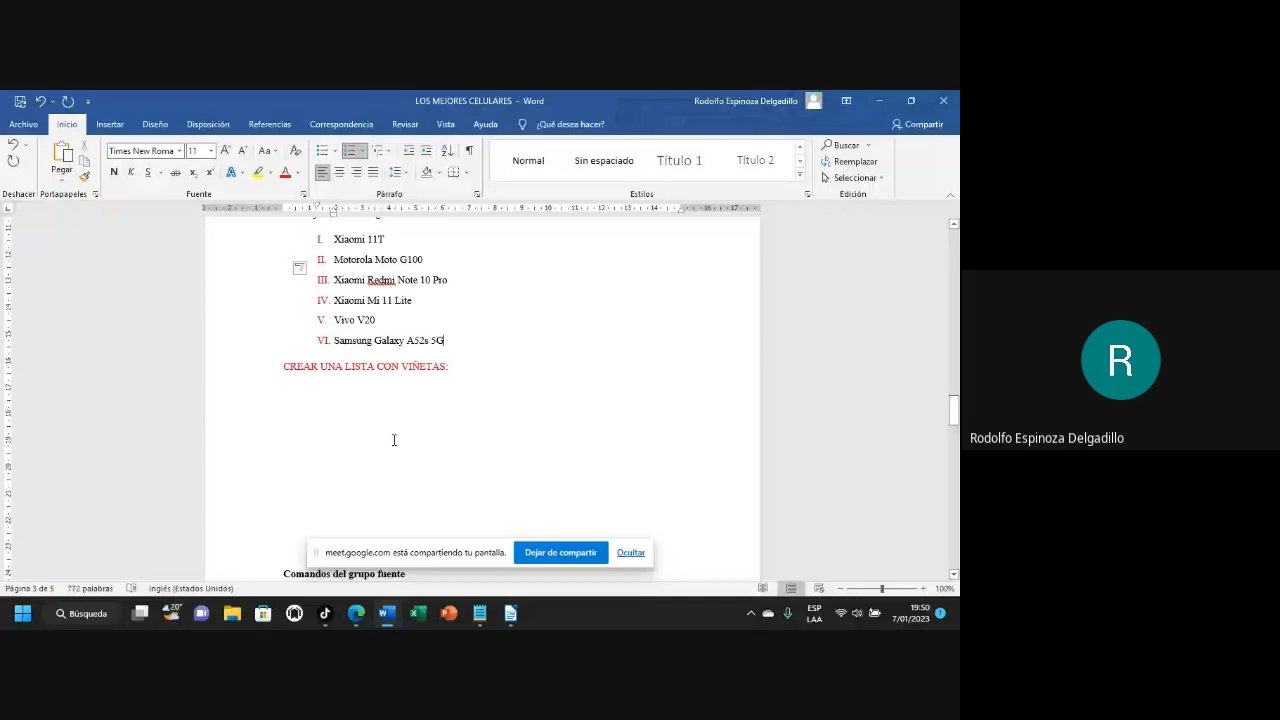 LOS MEJORES CELULARES - Word
Rodolfo Espinoza Delgadillo
Archivo Inicio Insertar Diseño Disposición Referencias Correspondencia Revisar Vista Ayuda ¿Qué desea hacer? Compartir
Pegar
Times New Roma 11
Aa
N K S ab x₂ x² A A
Normal Sin espaciado Título 1 Título 2
Buscar
Reemplazar
Seleccionar
Deshacer Portapapeles Fuente Párrafo Estilos Edición
I. Xiaomi 11T
II. Motorola Moto G100
III. Xiaomi Redmi Note 10 Pro
IV. Xiaomi Mi 11 Lite
V. Vivo V20
VI. Samsung Galaxy A52s 5G
CREAR UNA LISTA CON VIÑETAS:
R
Rodolfo Espinoza Delgadillo
meet.google.com está compartiendo tu pantalla. Dejar de compartir Ocultar
Comandos del grupo fuente
Página 3 de 5 772 palabras Inglés (Estados Unidos) 100%
Búsqueda 20° ESP LAA 19:50 7/01/2023